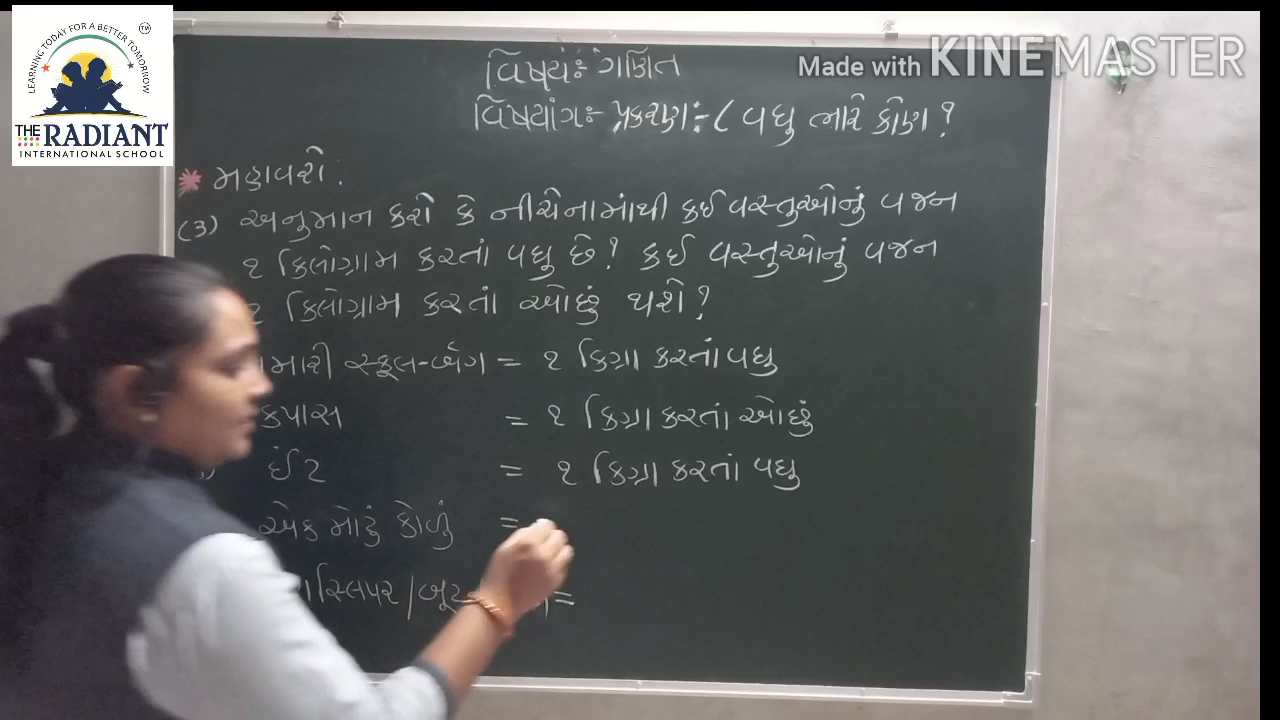 LEARNING TODAY FOR A BETTER TOMORROW
TM
THE RADIANT
INTERNATIONAL SCHOOL
Made with KINEMASTER
વિષય:- ગણિત
વિષયાંગ:- પ્રકરણ:- ૮ વધુ ભારે કોણ?
* મહાવરો:
(૩) અનુમાન કરો કે નીચેનામાંથી કઈ વસ્તુઓનું વજન
૧ કિલોગ્રામ કરતાં વધુ છે? કઈ વસ્તુઓનું વજન
કિલોગ્રામ કરતાં ઓછું થશે?
મારી સ્કૂલ-બૅગ = ૧ કિગ્રા કરતાં વધુ
કપાસ = ૧ કિગ્રા કરતાં ઓછું
ઈંટ = ૧ કિગ્રા કરતાં વધુ
એક મોટું કોળું =
સ્લિપર/બૂટ =